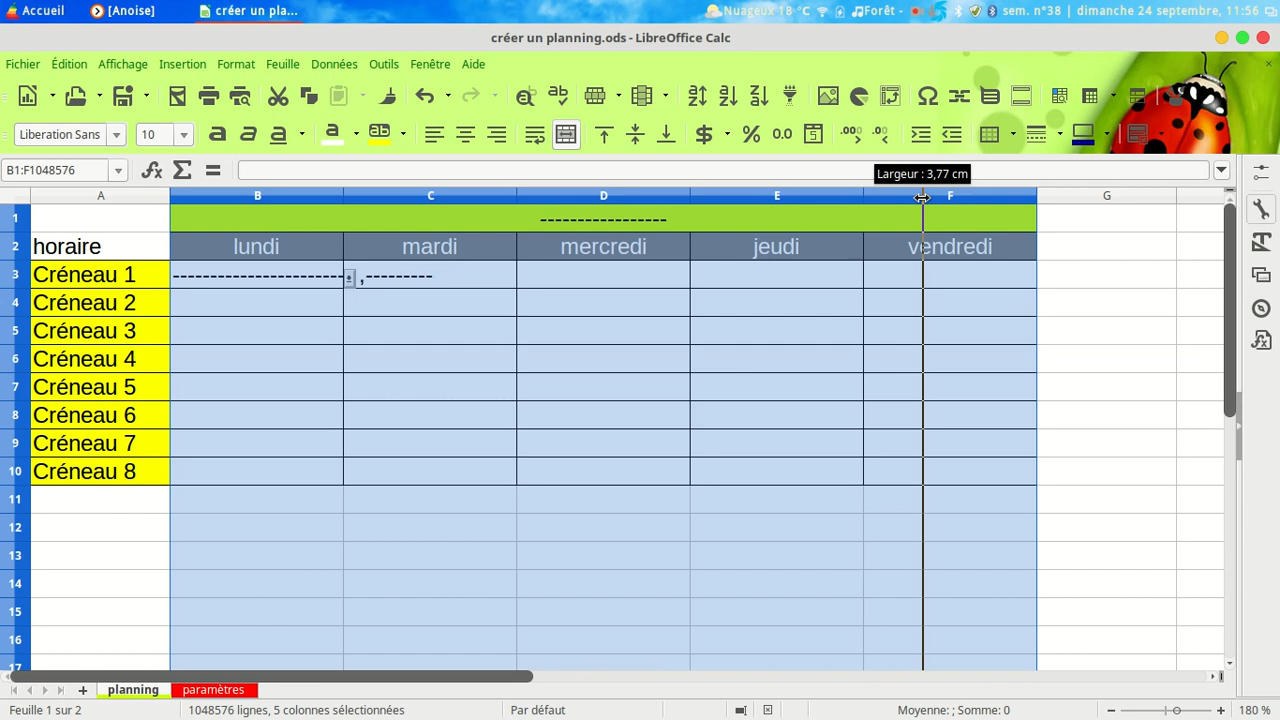 Accueil [Anoise] créer un pla... Nuageux 18 °C Forêt - sem. n°38 | dimanche 24 septembre, 11:56
créer un planning.ods - LibreOffice Calc
Fichier Édition Affichage Insertion Format Feuille Données Outils Fenêtre Aide
Liberation Sans 10
B1:F1048576
Largeur : 3,77 cm
A B C D E F G
1 -----------------
2 horaire lundi mardi mercredi jeudi vendredi
3 Créneau 1 ----------------------- ,---------
4 Créneau 2
5 Créneau 3
6 Créneau 4
7 Créneau 5
8 Créneau 6
9 Créneau 7
10 Créneau 8
11
12
13
14
15
16
17
planning paramètres
Feuille 1 sur 2 1048576 lignes, 5 colonnes sélectionnées Par défaut Moyenne: ; Somme: 0 180 %